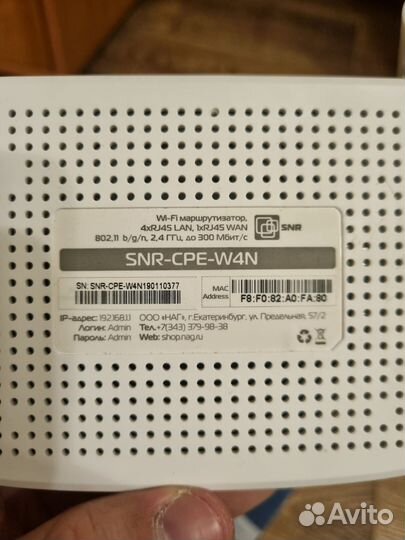 Wi-Fi маршрутизатор,
4xRJ45 LAN, 1xRJ45 WAN
802,11 b/g/n, 2,4 ГГц, до 300 Мбит/с
SNR
SNR-CPE-W4N
SN: SNR-CPE-W4N190110377
MAC
Address
F8:F0:82:A0:FA:80
IP-адрес: 192.168.1.1
Логин: Admin
Пароль: Admin
ООО «НАГ», г.Екатеринбург, ул. Предельная, 57/2
Тел.+7(343) 379-98-38
Web: shop.nag.ru
Avito